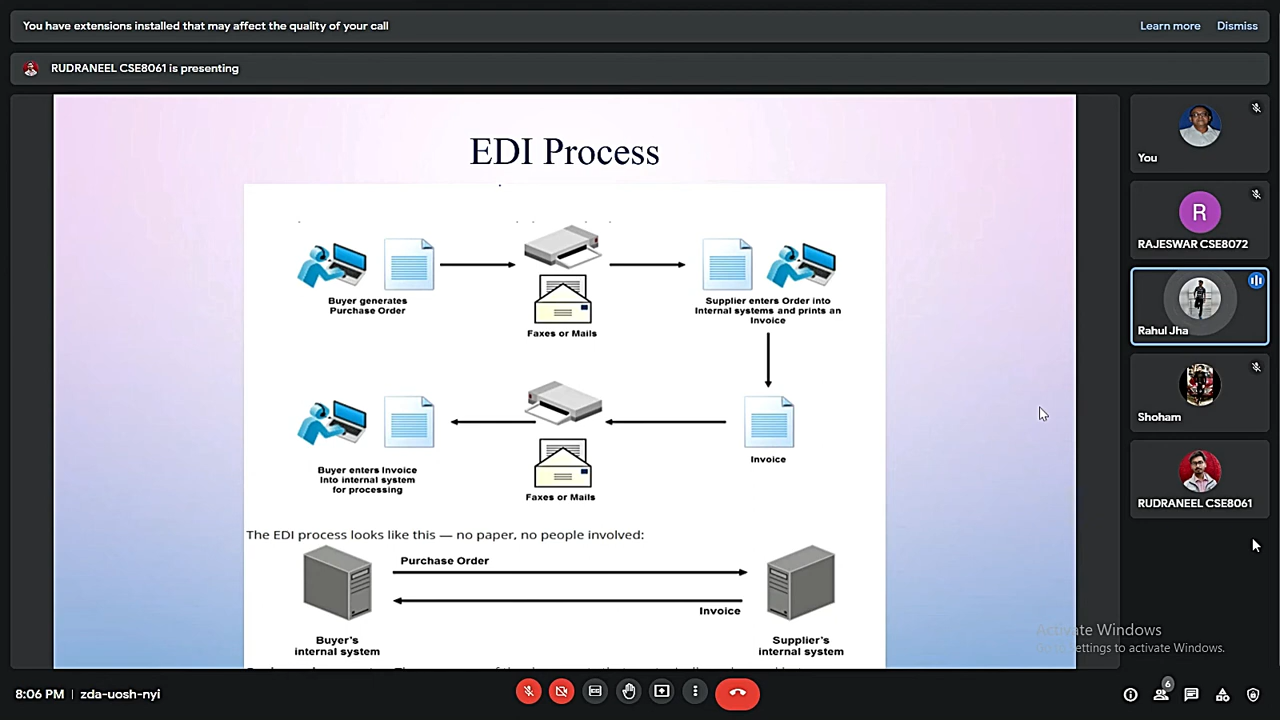 You have extensions installed that may affect the quality of your call
Learn more
Dismiss
RUDRANEEL CSE8061 is presenting
EDI Process
Buyer generates
Purchase Order
Faxes or Mails
Supplier enters Order into
Internal systems and prints an
Invoice
Buyer enters Invoice
Into internal system
for processing
Faxes or Mails
Invoice
The EDI process looks like this — no paper, no people involved:
Purchase Order
Invoice
Buyer's
internal system
Supplier's
internal system
You
R
RAJESWAR CSE8072
Rahul Jha
Shoham
RUDRANEEL CSE8061
Activate Windows
Go to Settings to activate Windows.
8:06 PM | zda-uosh-nyi
6